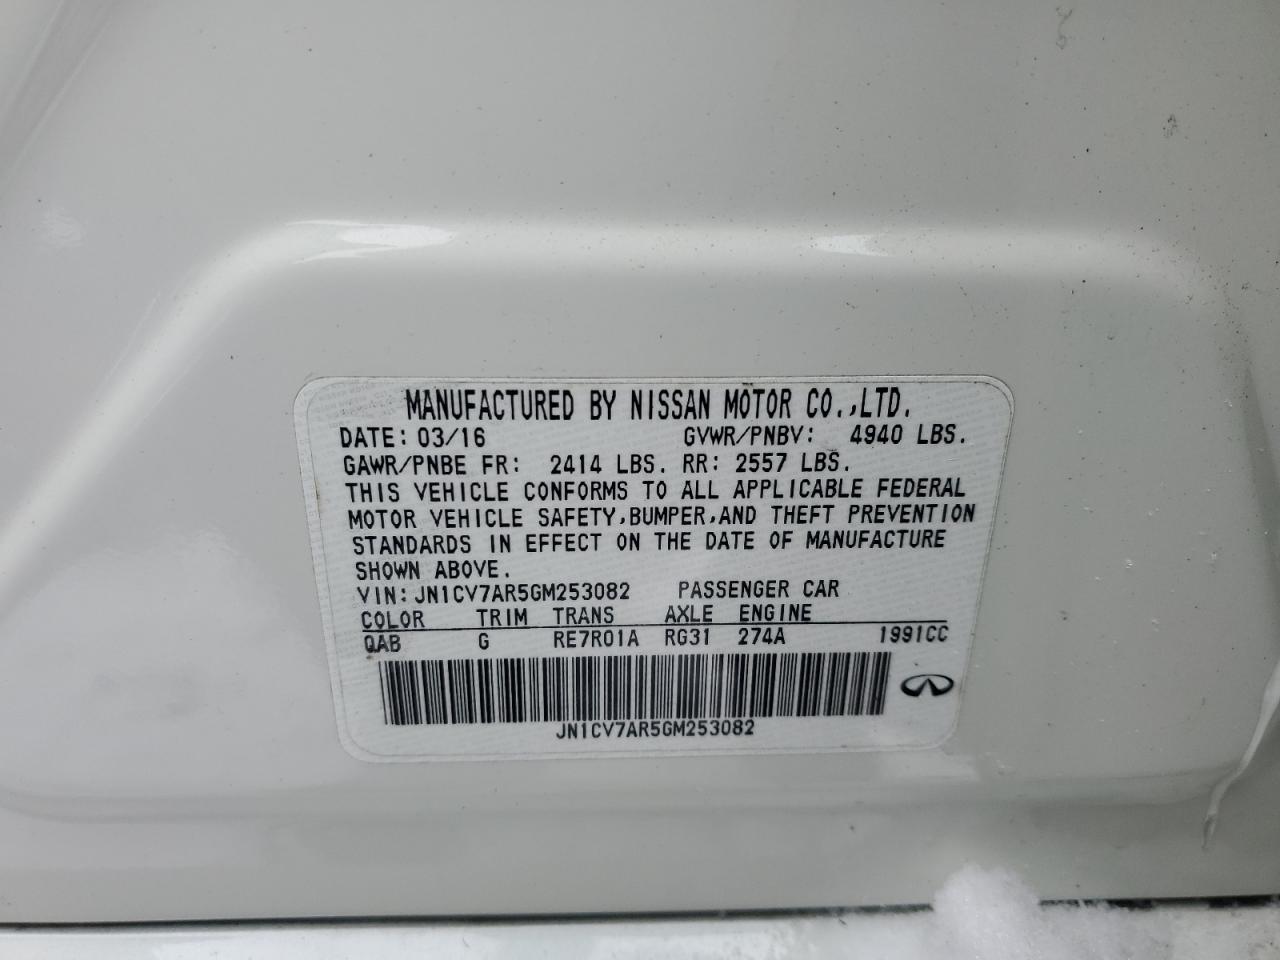 MANUFACTURED BY NISSAN MOTOR CO.,LTD.
DATE: 03/16 GVWR/PNBV: 4940 LBS.
GAWR/PNBE FR: 2414 LBS. RR: 2557 LBS.
THIS VEHICLE CONFORMS TO ALL APPLICABLE FEDERAL
MOTOR VEHICLE SAFETY,BUMPER,AND THEFT PREVENTION
STANDARDS IN EFFECT ON THE DATE OF MANUFACTURE
SHOWN ABOVE.
VIN:JN1CV7AR5GM253082 PASSENGER CAR
COLOR TRIM TRANS AXLE ENGINE
QAB G RE7R01A RG31 274A 1991CC
JN1CV7AR5GM253082